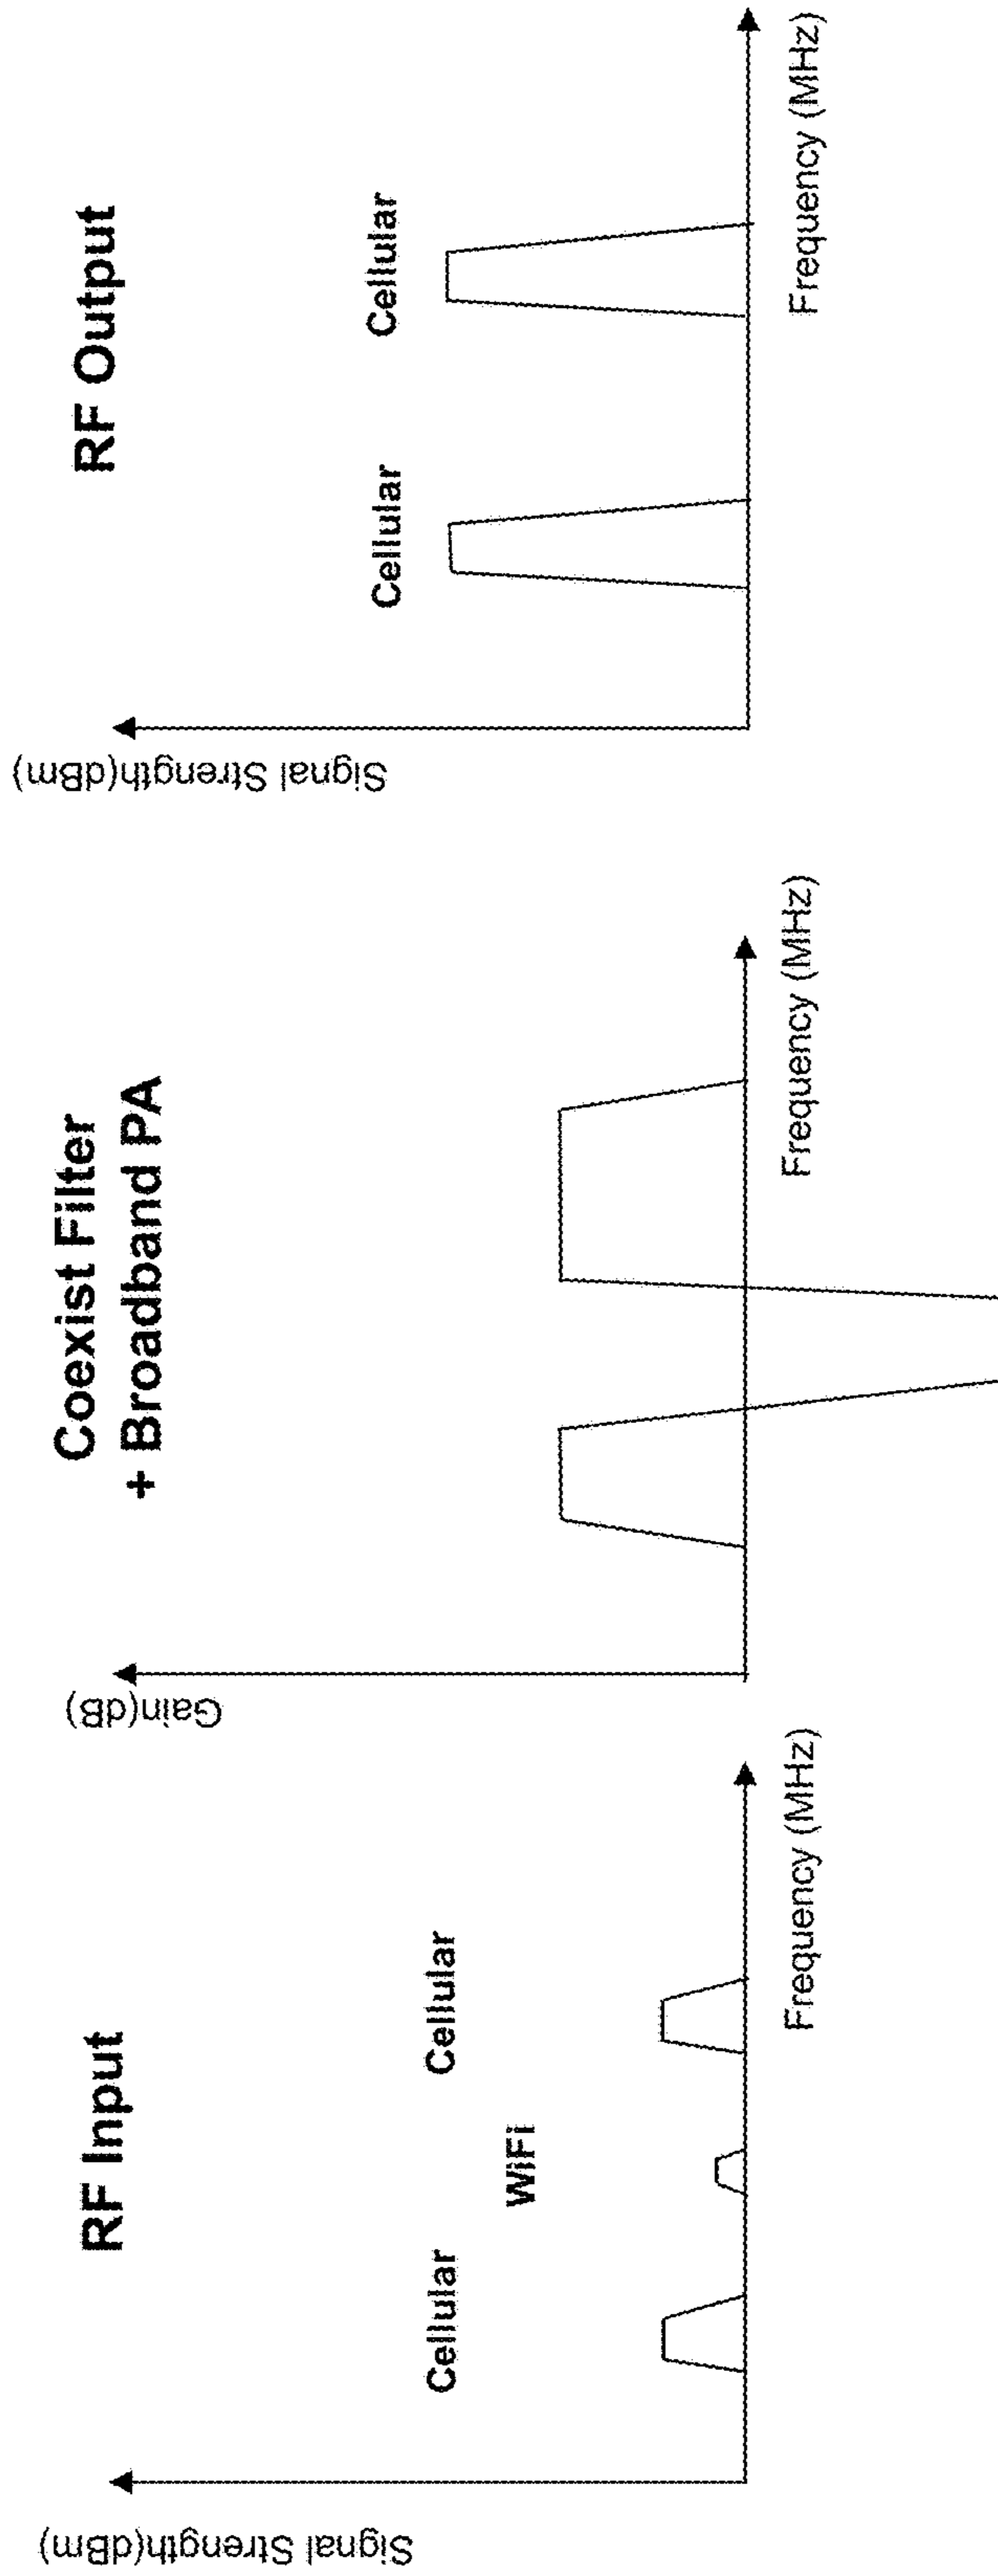 RF Input
Signal Strength(dBm)
Cellular
WiFi
Cellular
Frequency (MHz)
Coexist Filter
+ Broadband PA
Gain(dB)
Frequency (MHz)
RF Output
Signal Strength(dBm)
Cellular
Cellular
Frequency (MHz)